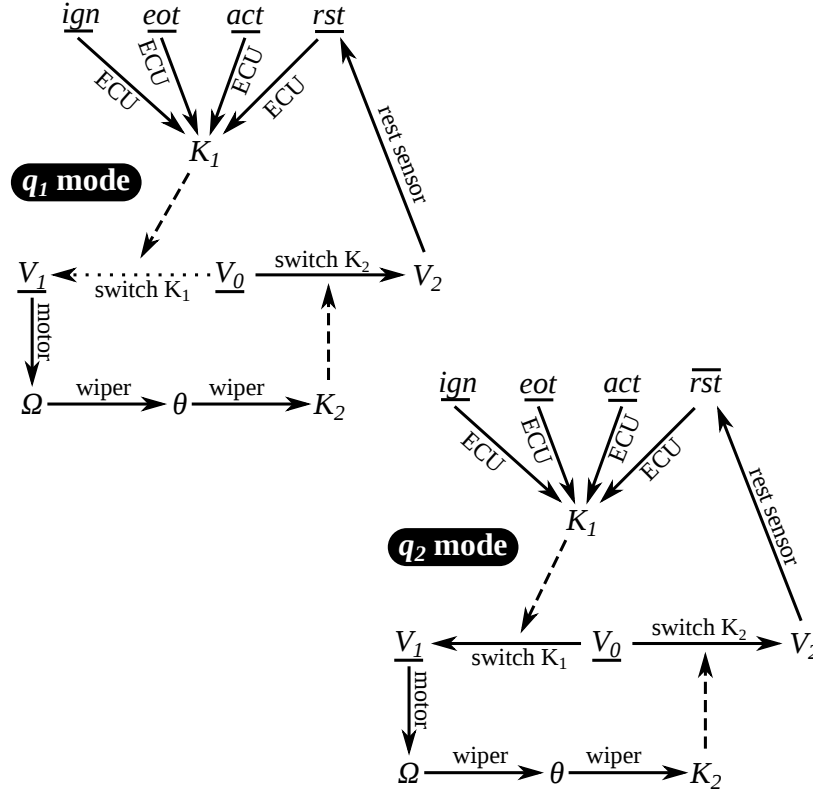 ign eot act rst
ECU ECU ECU ECU
K₁
q₁ mode
rest sensor
V₁ switch K₁ V₀ switch K₂ V₂
motor
Ω wiper θ wiper K₂
ign eot act rst
ECU ECU ECU ECU
K₁
q₂ mode
rest sensor
V₁ switch K₁ V₀ switch K₂ V₂
motor
Ω wiper θ wiper K₂